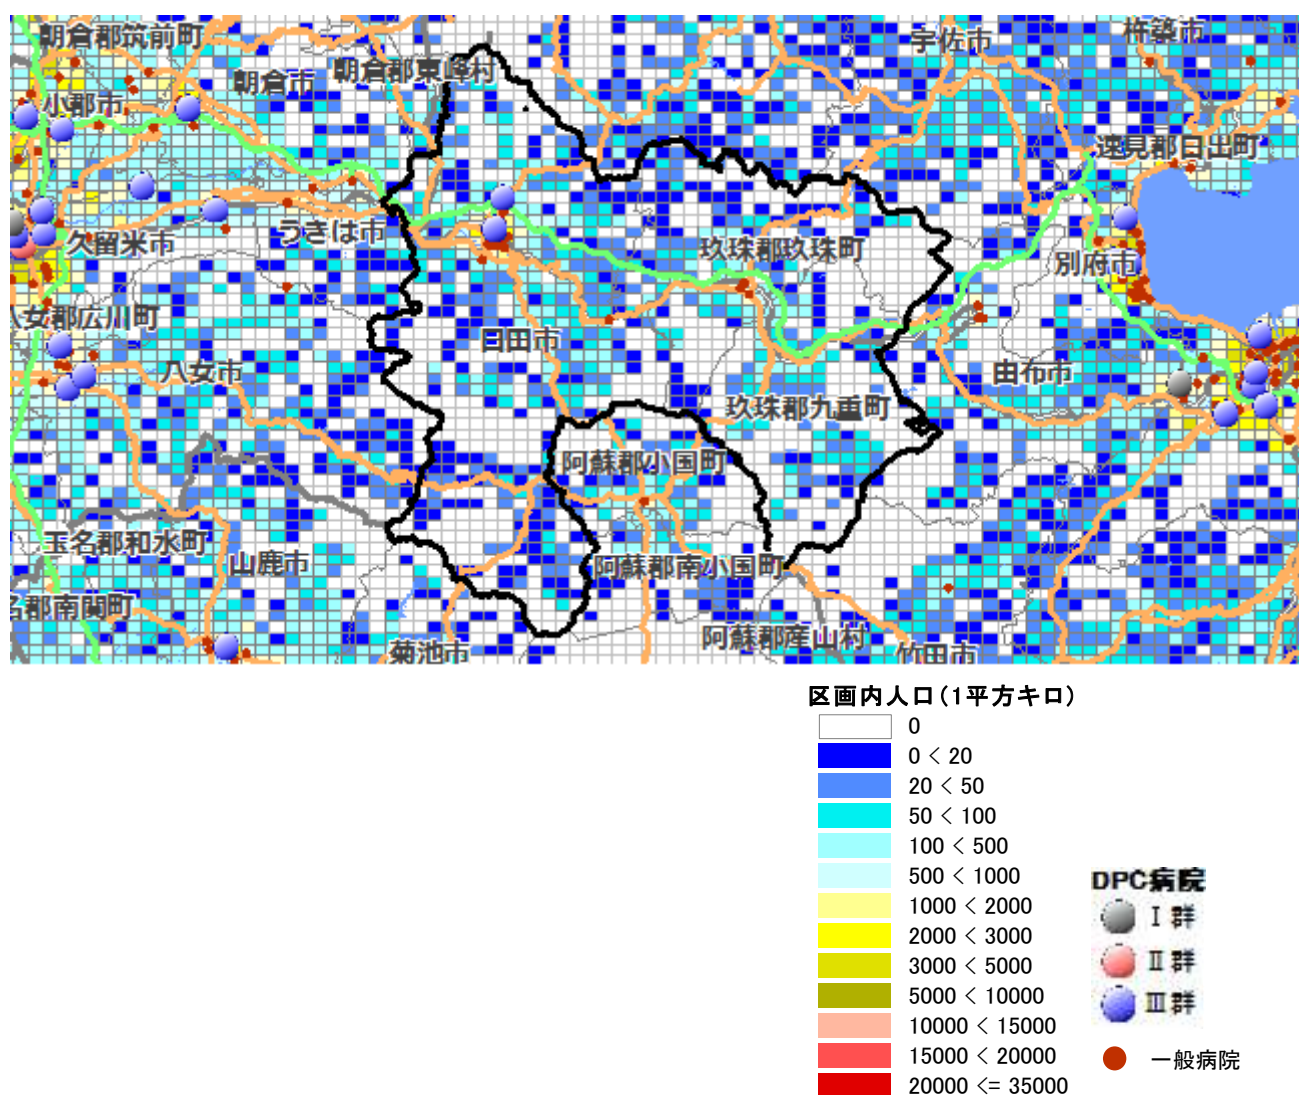 朝倉郡筑前町
宇佐市
杵築市
朝倉市
朝倉郡東峰村
小郡市
速見郡日出町
うきは市
久留米市
玖珠郡玖珠町
別府市
八女郡広川町
日田市
八女市
由布市
玖珠郡九重町
阿蘇郡小国町
玉名郡和水町
山鹿市
阿蘇郡南小国町
名郡南関町
阿蘇郡産山村
菊池市
竹田市
区画内人口(1平方キロ)
0
0 < 20
20 < 50
50 < 100
100 < 500
500 < 1000
1000 < 2000
2000 < 3000
3000 < 5000
5000 < 10000
10000 < 15000
15000 < 20000
20000 <= 35000
DPC病院
Ⅰ群
Ⅱ群
Ⅲ群
一般病院